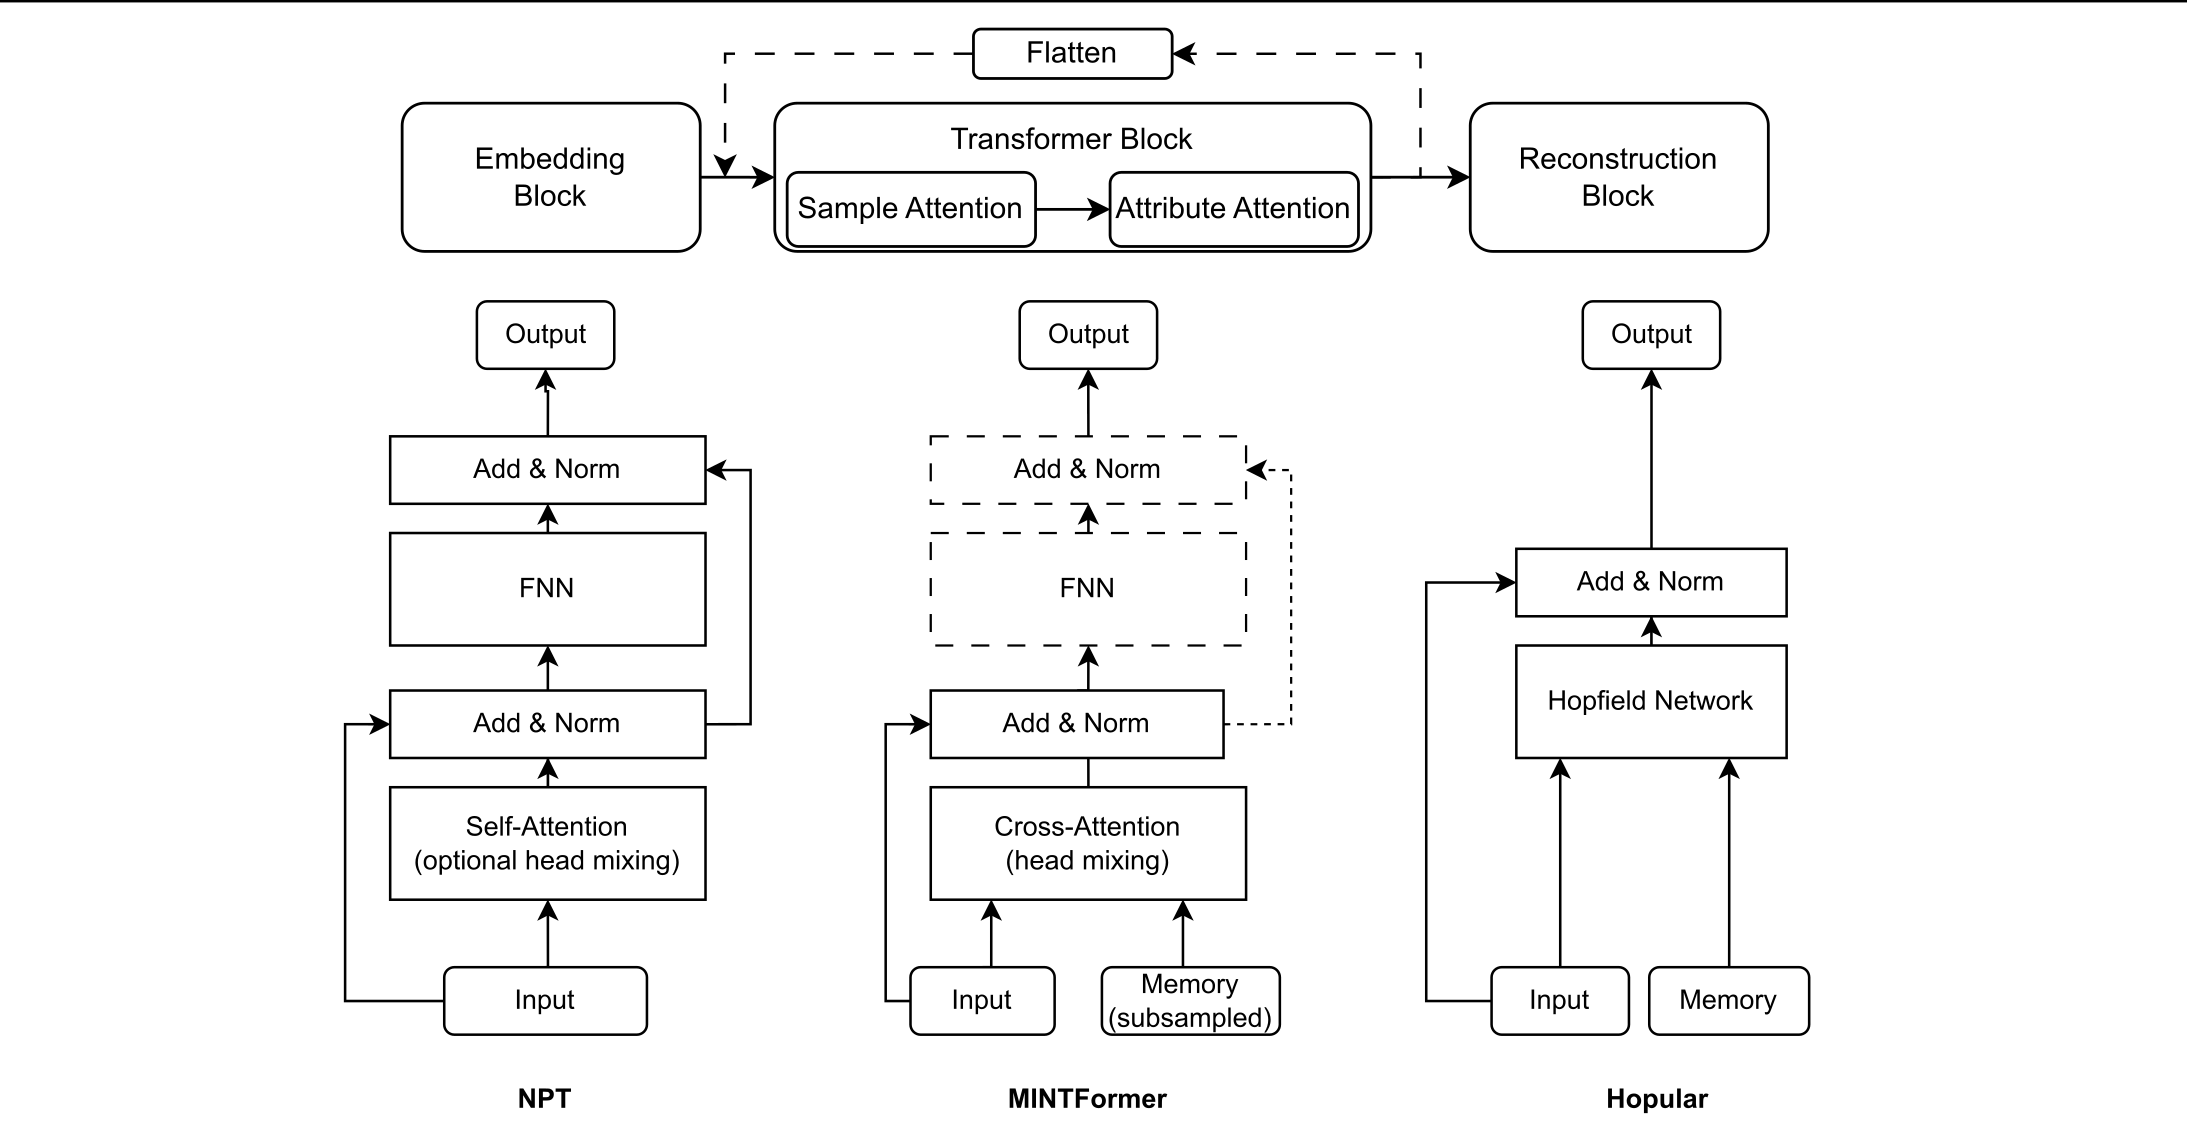 Flatten
Embedding
Block
Transformer Block
Sample Attention
Attribute Attention
Reconstruction
Block
Output
Add & Norm
FNN
Add & Norm
Self-Attention
(optional head mixing)
Input
NPT
Output
Add & Norm
FNN
Add & Norm
Cross-Attention
(head mixing)
Input
Memory
(subsampled)
MINTFormer
Output
Add & Norm
Hopfield Network
Input
Memory
Hopular